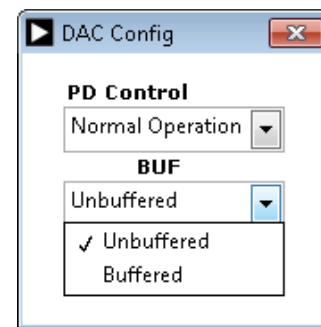 DAC Config
PD Control
Normal Operation
BUF
Unbuffered
✓ Unbuffered
Buffered